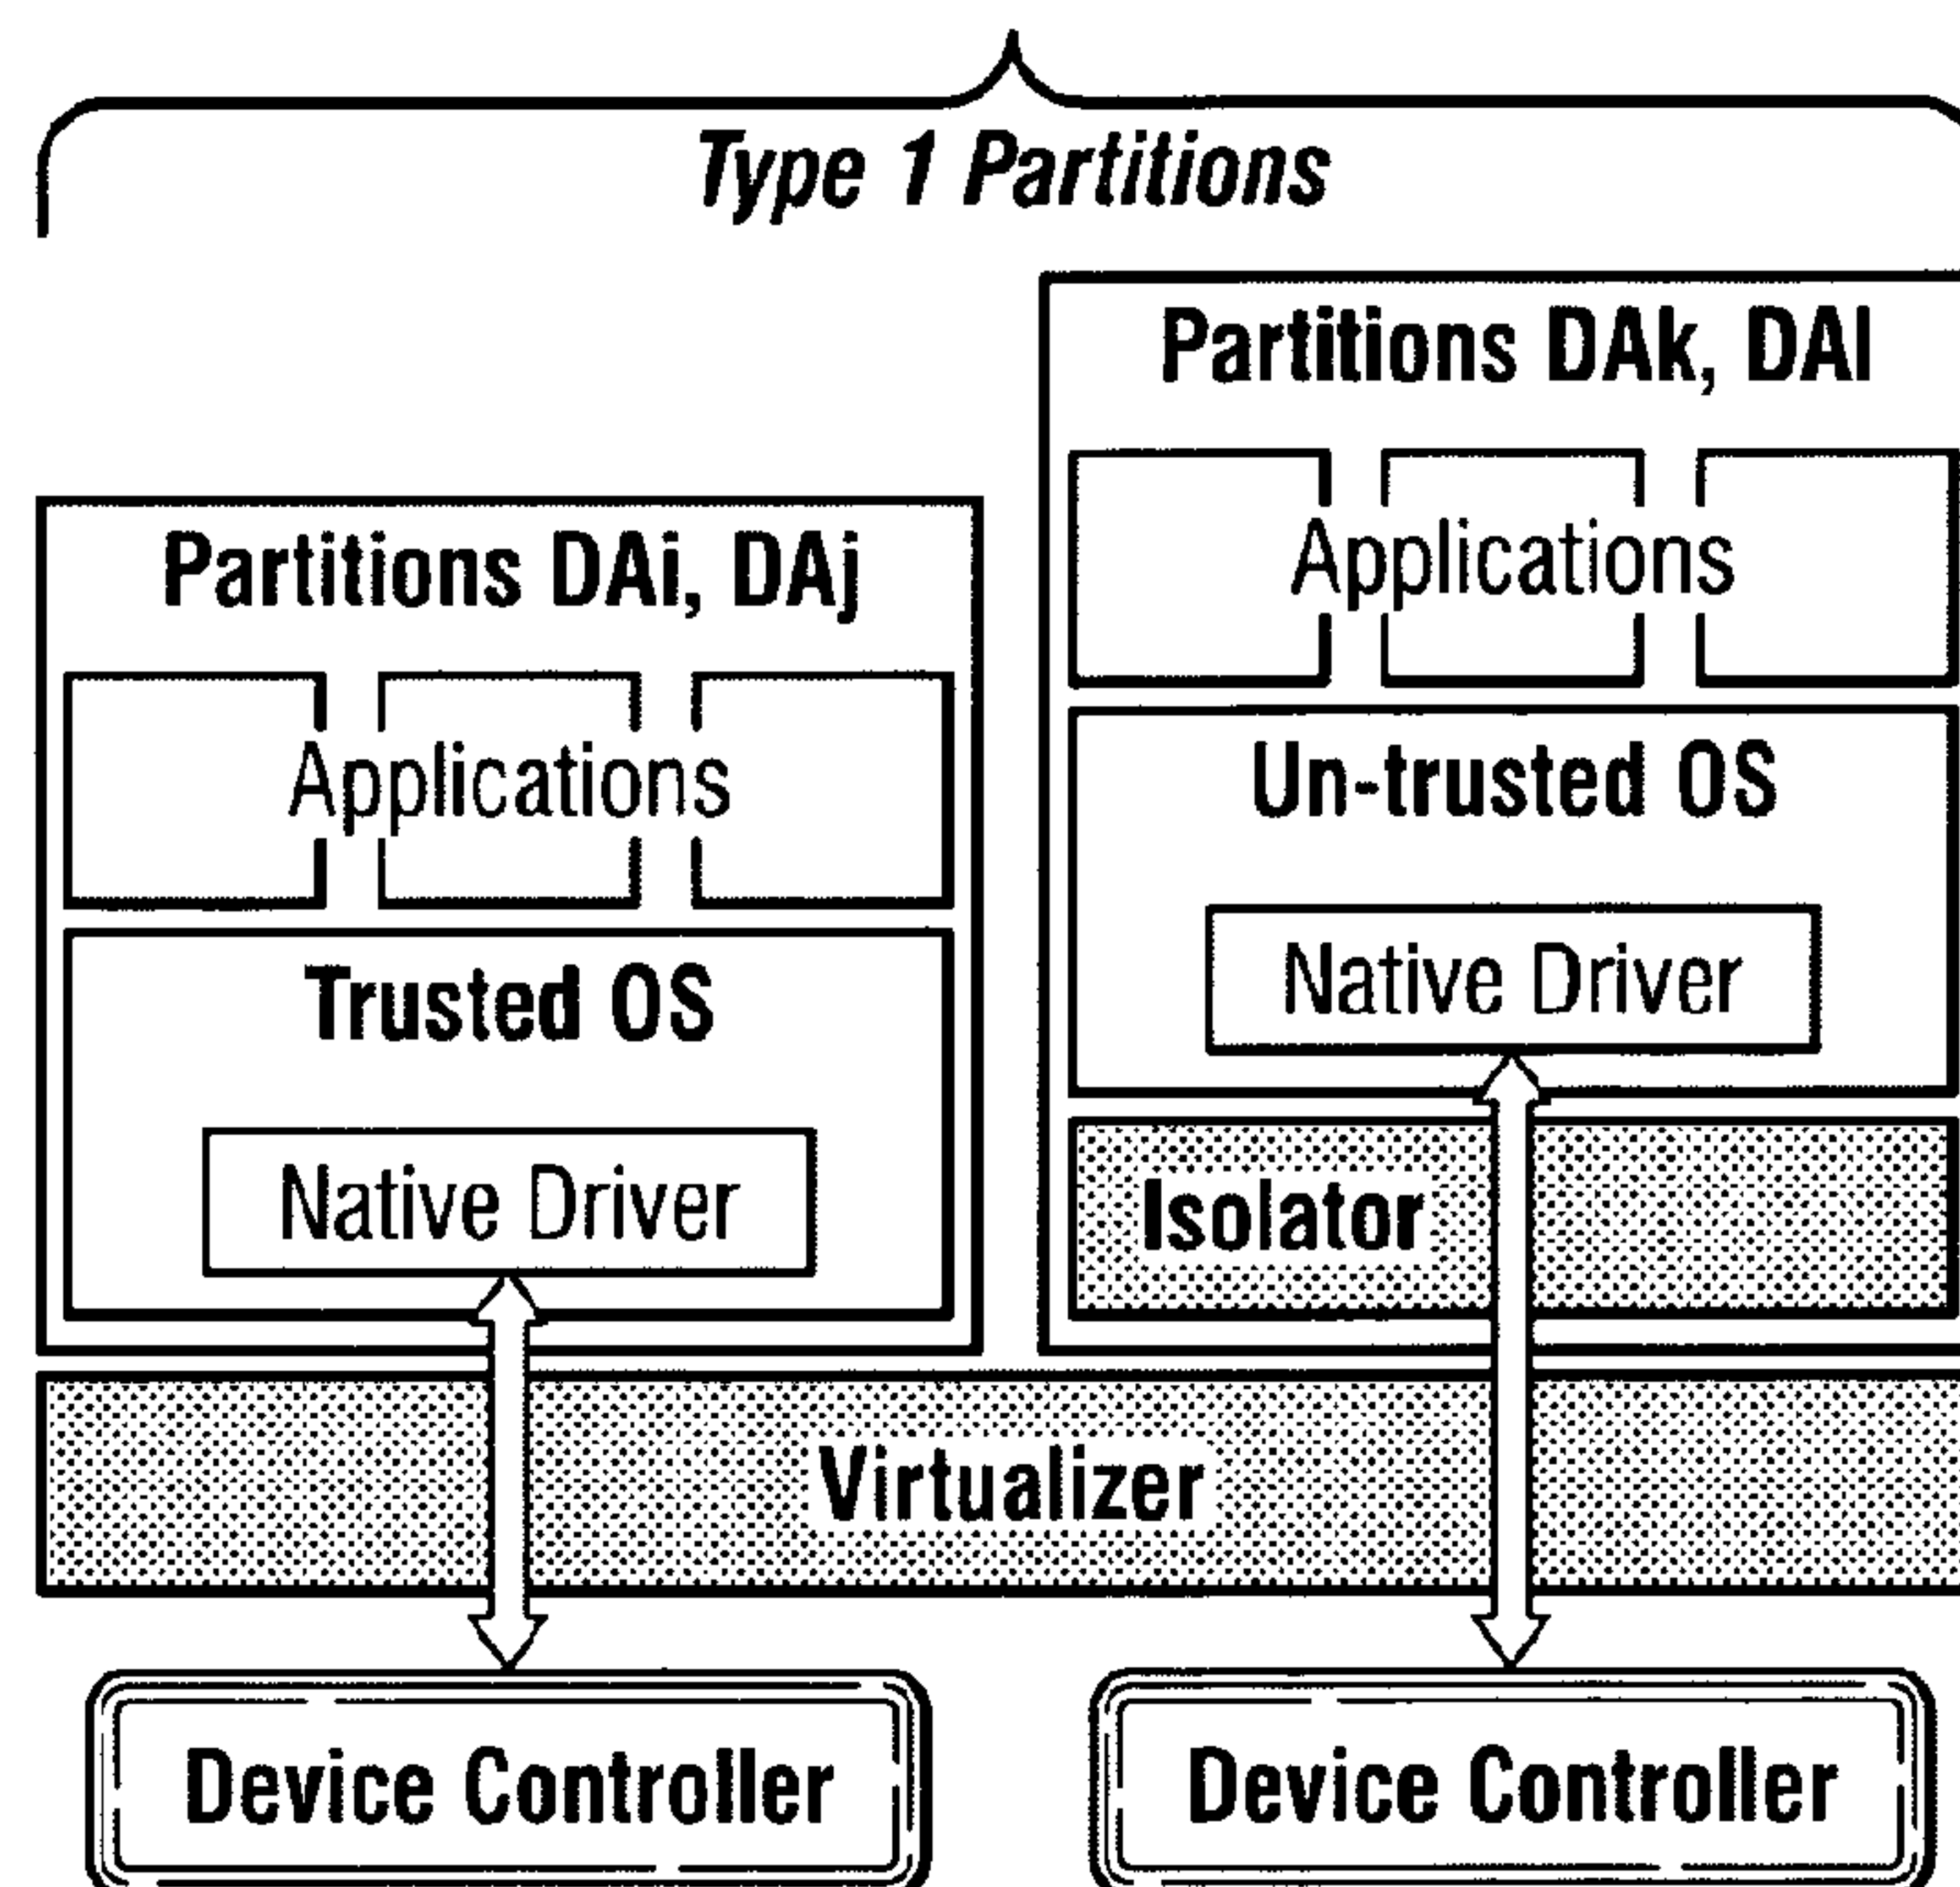 Type 1 Partitions
Partitions DAk, DAl
Applications
Un-trusted OS
Native Driver
Isolator
Partitions DAi, DAj
Applications
Trusted OS
Native Driver
Virtualizer
Device Controller
Device Controller